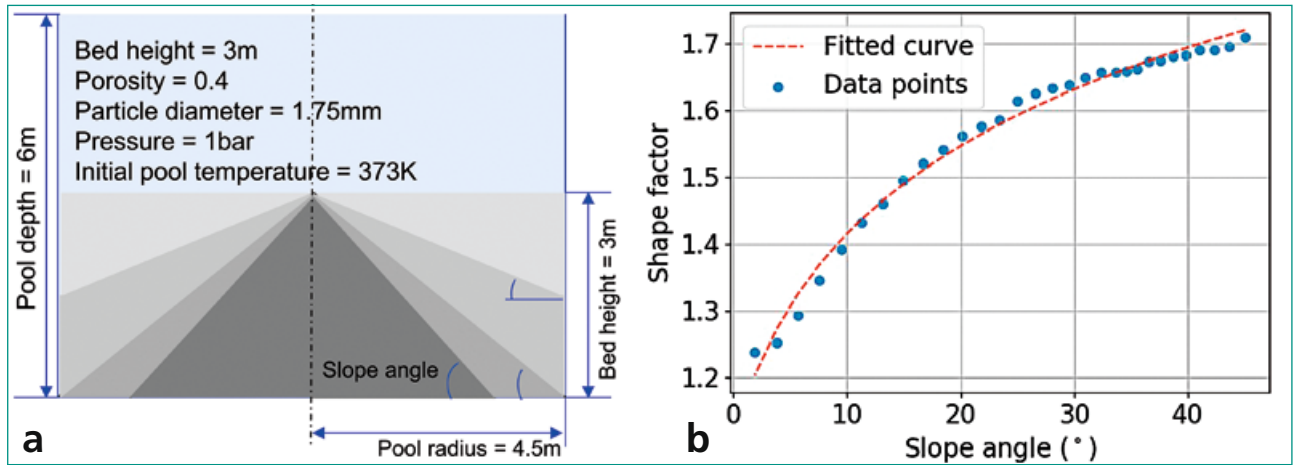 Bed height = 3m
Porosity = 0.4
Particle diameter = 1.75mm
Pressure = 1bar
Initial pool temperature = 373K
Pool depth = 6m
Bed height = 3m
Slope angle
Pool radius = 4.5m
a
Fitted curve
Data points
Shape factor
1.7
1.6
1.5
1.4
1.3
1.2
0
10
20
30
40
Slope angle (°)
b